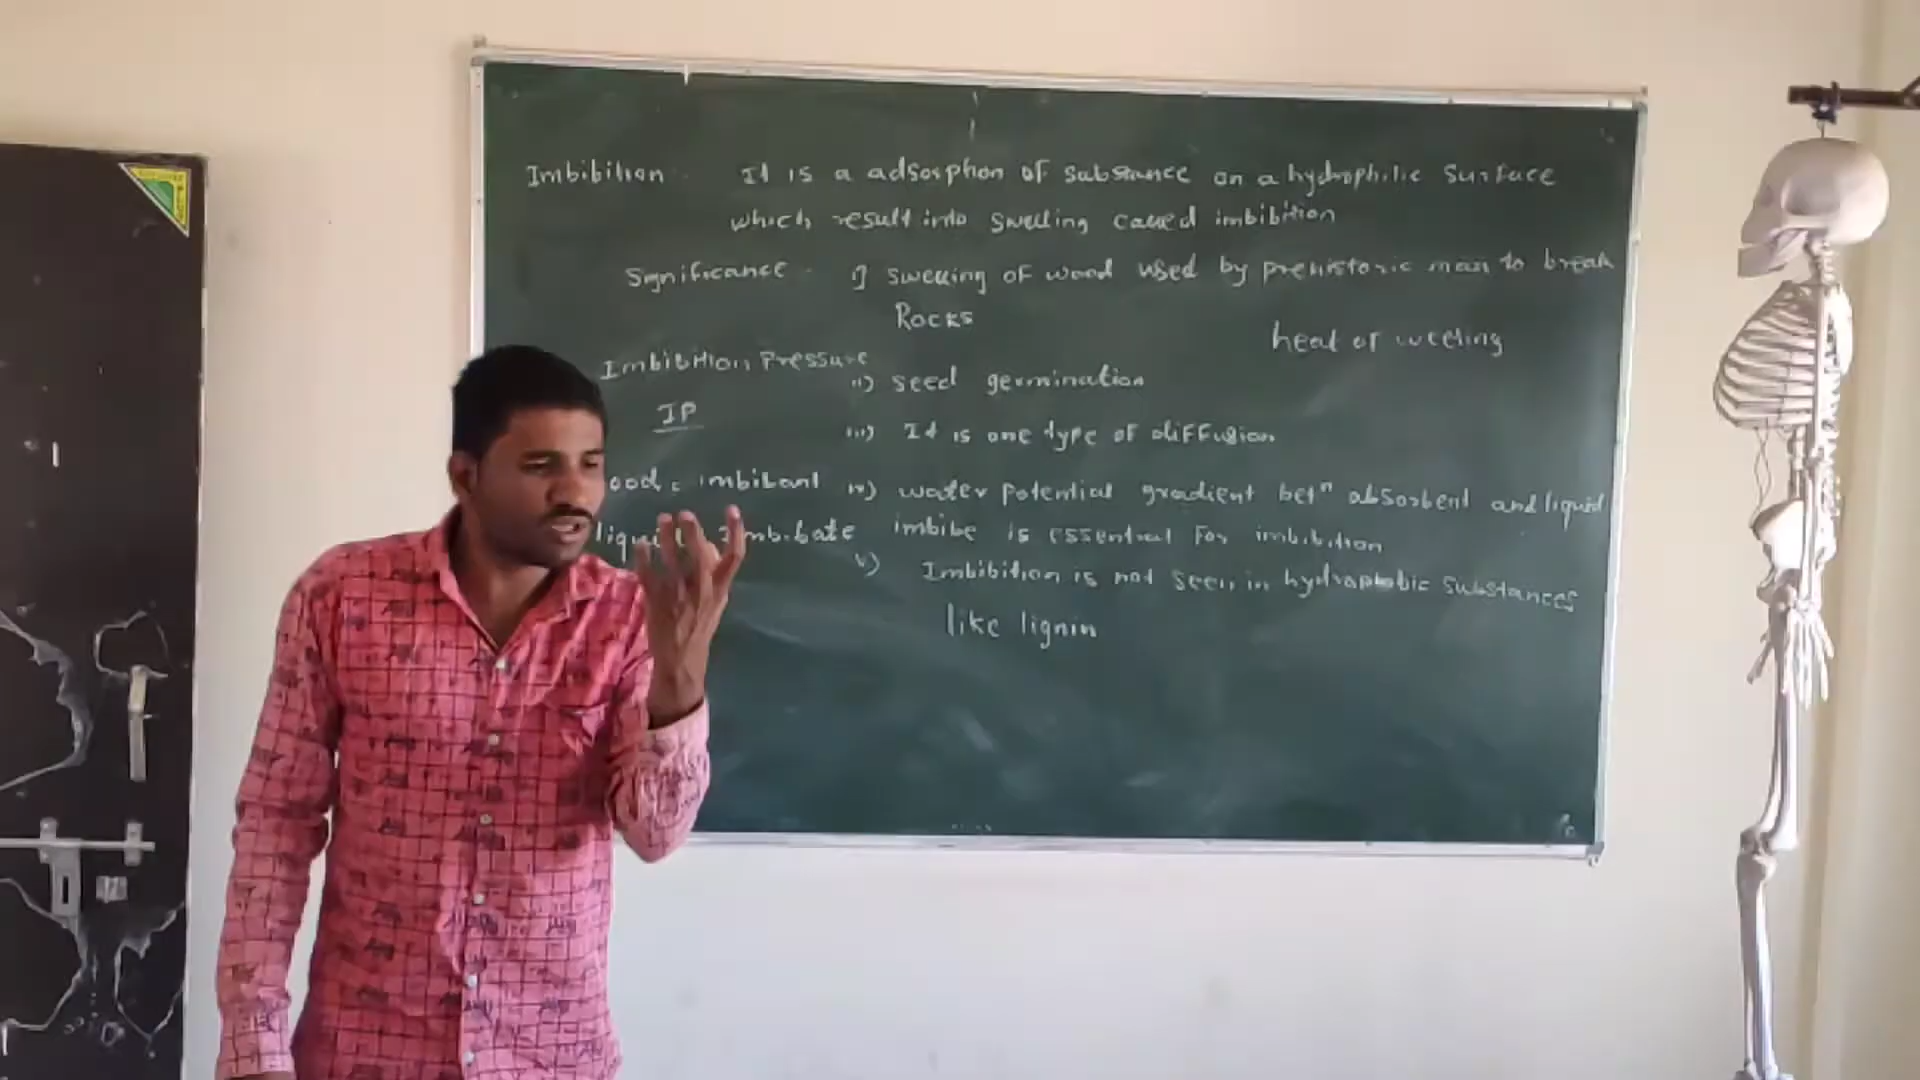 Imbibition - It is a adsorption of substance on a hydrophilic surface
which result into swelling called imbibition
Significance - i) swelling of wood used by prehistoric man to break
Rocks
heat of wetting
Imbibition Pressure
ii) seed germination
IP
iii) It is one type of diffusion
ood = imbibant iv) water potential gradient betn absorbent and liquid
liquid Imbibate imbibe is essential for imbibition
v) Imbibition is not seen in hydrophobic substances
like lignin